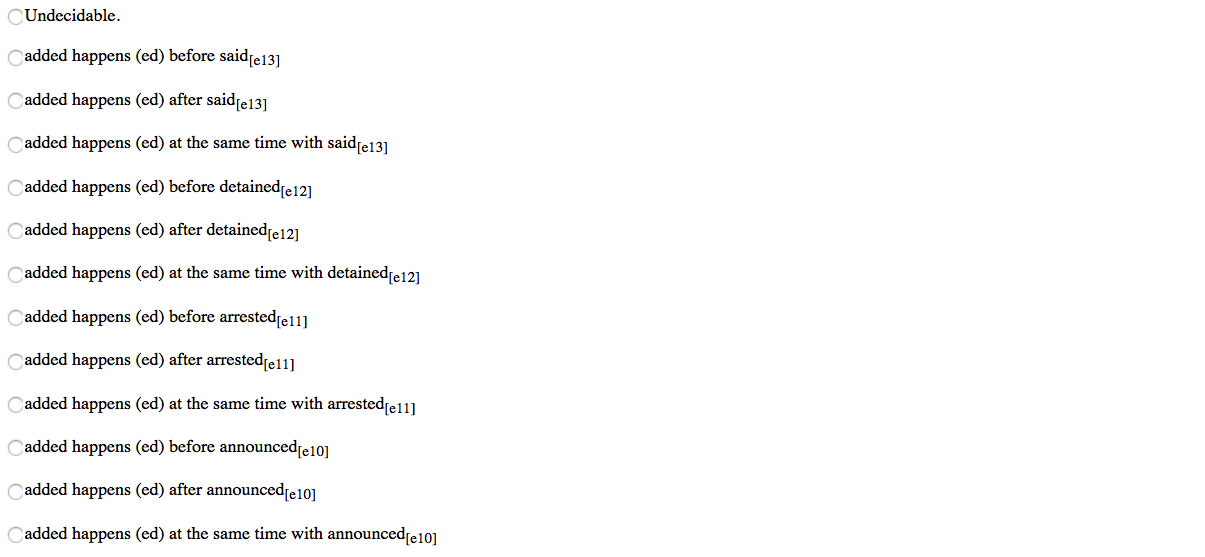 Undecidable.
added happens (ed) before said[e13]
added happens (ed) after said[e13]
added happens (ed) at the same time with said[e13]
added happens (ed) before detained[e12]
added happens (ed) after detained[e12]
added happens (ed) at the same time with detained[e12]
added happens (ed) before arrested[e11]
added happens (ed) after arrested[e11]
added happens (ed) at the same time with arrested[e11]
added happens (ed) before announced[e10]
added happens (ed) after announced[e10]
added happens (ed) at the same time with announced[e10]